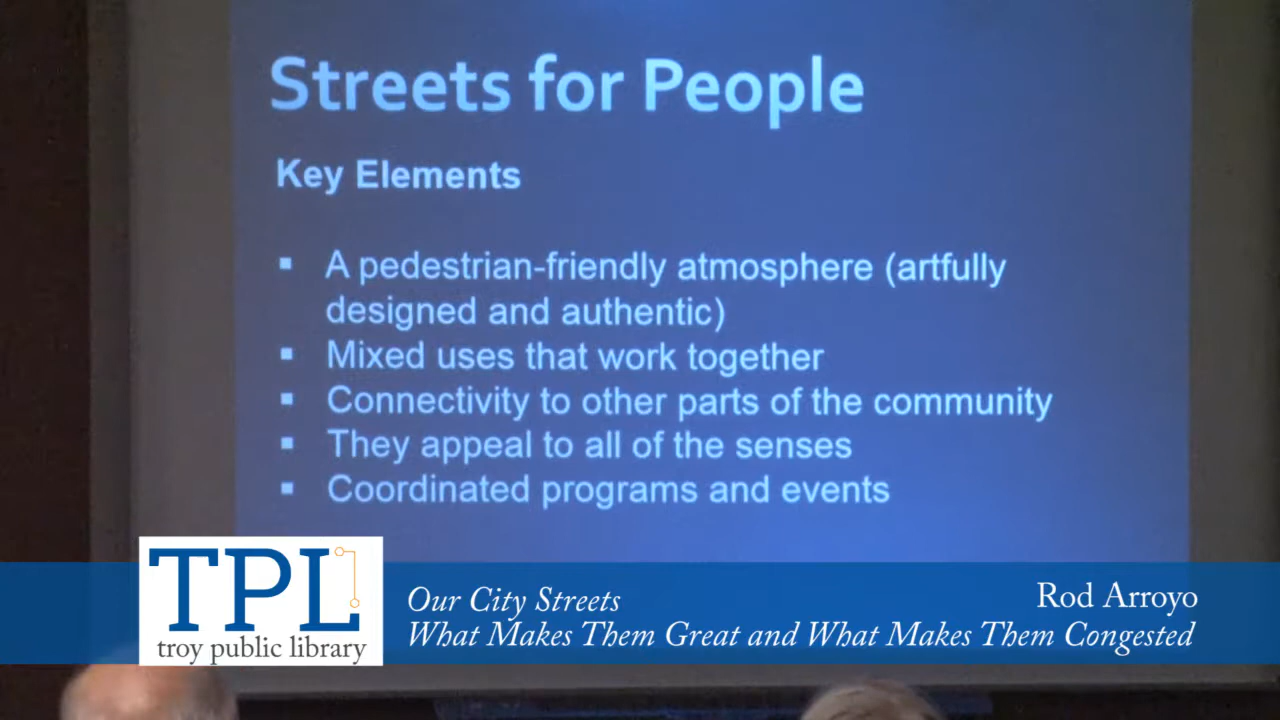 Streets for People
Key Elements
▪ A pedestrian-friendly atmosphere (artfully
designed and authentic)
▪ Mixed uses that work together
▪ Connectivity to other parts of the community
▪ They appeal to all of the senses
▪ Coordinated programs and events
TPL
troy public library
Our City Streets
Rod Arroyo
What Makes Them Great and What Makes Them Congested